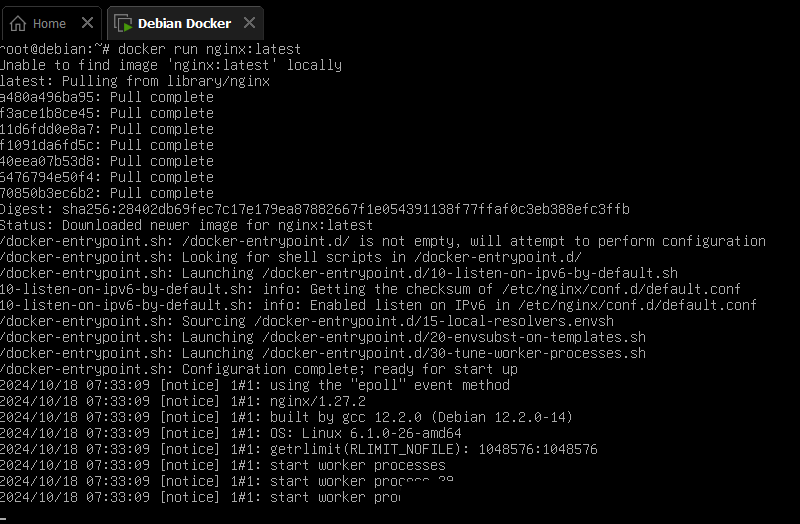 Home
Debian Docker
root@debian:~# docker run nginx:latest
Unable to find image 'nginx:latest' locally
latest: Pulling from library/nginx
a480a496ba95: Pull complete
f3ace1b8ce45: Pull complete
11d6fdd0e8a7: Pull complete
f1091da6fd5c: Pull complete
40eea07b53d8: Pull complete
6476794e50f4: Pull complete
70850b3ec6b2: Pull complete
Digest: sha256:28402db69fec7c17e179ea87882667f1e054391138f77ffaf0c3eb388efc3ffb
Status: Downloaded newer image for nginx:latest
/docker-entrypoint.sh: /docker-entrypoint.d/ is not empty, will attempt to perform configuration
/docker-entrypoint.sh: Looking for shell scripts in /docker-entrypoint.d/
/docker-entrypoint.sh: Launching /docker-entrypoint.d/10-listen-on-ipv6-by-default.sh
10-listen-on-ipv6-by-default.sh: info: Getting the checksum of /etc/nginx/conf.d/default.conf
10-listen-on-ipv6-by-default.sh: info: Enabled listen on IPv6 in /etc/nginx/conf.d/default.conf
/docker-entrypoint.sh: Sourcing /docker-entrypoint.d/15-local-resolvers.envsh
/docker-entrypoint.sh: Launching /docker-entrypoint.d/20-envsubst-on-templates.sh
/docker-entrypoint.sh: Launching /docker-entrypoint.d/30-tune-worker-processes.sh
/docker-entrypoint.sh: Configuration complete; ready for start up
2024/10/18 07:33:09 [notice] 1#1: using the "epoll" event method
2024/10/18 07:33:09 [notice] 1#1: nginx/1.27.2
2024/10/18 07:33:09 [notice] 1#1: built by gcc 12.2.0 (Debian 12.2.0-14)
2024/10/18 07:33:09 [notice] 1#1: OS: Linux 6.1.0-26-amd64
2024/10/18 07:33:09 [notice] 1#1: getrlimit(RLIMIT_NOFILE): 1048576:1048576
2024/10/18 07:33:09 [notice] 1#1: start worker processes
2024/10/18 07:33:09 [notice] 1#1: start worker process
2024/10/18 07:33:09 [notice] 1#1: start worker